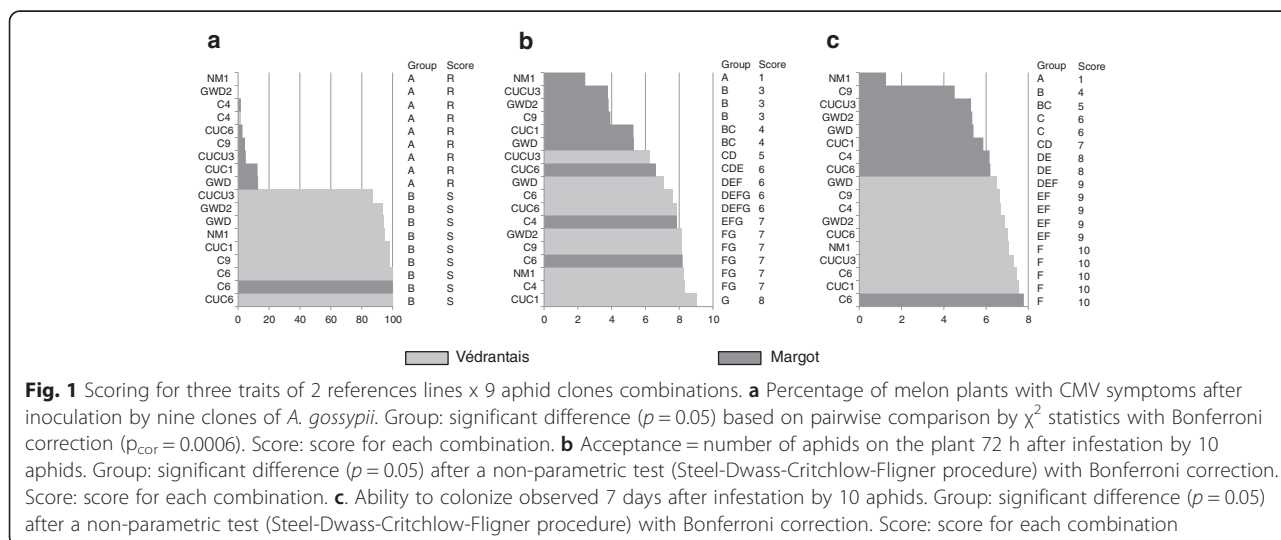 a
Group Score
NM1 A R
GWD2 A R
C4 A R
C4 A R
CUC6 A R
C9 A R
CUCU3 A R
CUC1 A R
GWD A R
CUCU3 B S
GWD2 B S
GWD B S
NM1 B S
CUC1 B S
C9 B S
C6 B S
C6 B S
CUC6 B S
0 20 40 60 80 100
b
Group Score
NM1 A 1
CUCU3 B 3
GWD2 B 3
C9 B 3
CUC1 BC 4
GWD BC 4
CUCU3 CD 5
CUC6 CDE 6
GWD DEF 6
C6 DEFG 6
CUC6 DEFG 6
C4 EFG 7
GWD2 FG 7
C9 FG 7
C6 FG 7
NM1 FG 7
C4 FG 7
CUC1 G 8
0 2 4 6 8 10
c
Group Score
NM1 A 1
C9 B 4
CUCU3 BC 5
GWD2 C 6
GWD C 6
CUC1 CD 7
C4 DE 8
CUC6 DE 8
GWD DEF 9
C9 EF 9
C4 EF 9
GWD2 EF 9
CUC6 EF 9
NM1 F 10
CUCU3 F 10
C6 F 10
CUC1 F 10
C6 F 10
0 2 4 6 8
Védrantais Margot
Fig. 1 Scoring for three traits of 2 references lines x 9 aphid clones combinations. a Percentage of melon plants with CMV symptoms after
inoculation by nine clones of A. gossypii. Group: significant difference (p = 0.05) based on pairwise comparison by χ² statistics with Bonferroni
correction (pcor = 0.0006). Score: score for each combination. b Acceptance = number of aphids on the plant 72 h after infestation by 10
aphids. Group: significant difference (p = 0.05) after a non-parametric test (Steel-Dwass-Critchlow-Fligner procedure) with Bonferroni correction.
Score: score for each combination. c. Ability to colonize observed 7 days after infestation by 10 aphids. Group: significant difference (p = 0.05)
after a non-parametric test (Steel-Dwass-Critchlow-Fligner procedure) with Bonferroni correction. Score: score for each combination